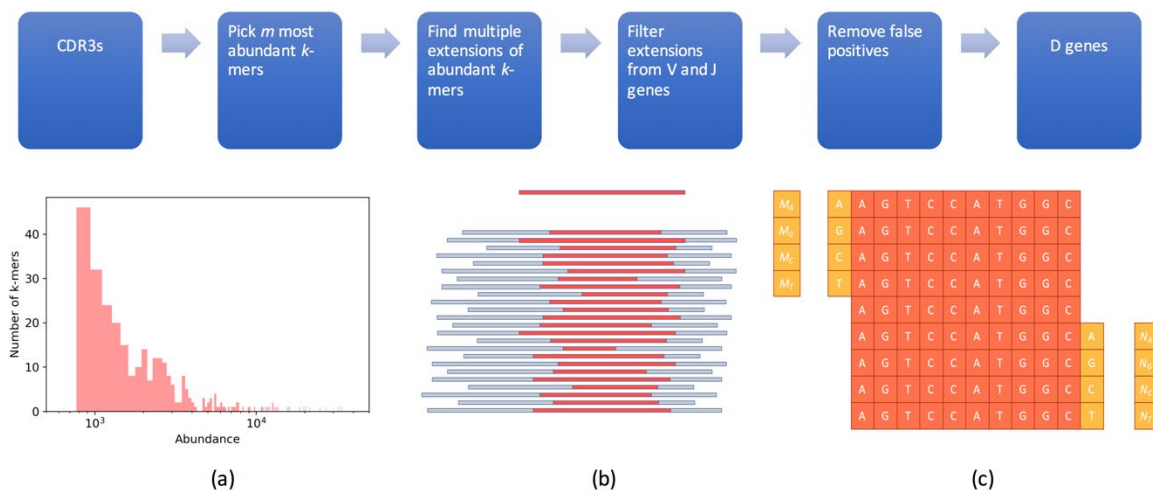 CDR3s
Pick m most
abundant k-
mers
Find multiple
extensions of
abundant k-
mers
Filter
extensions
from V and J
genes
Remove false
positives
D genes
40
30
20
10
0
Number of k-mers
10³
10⁴
Abundance
M_A A A G T C C A T G G C
M_G G A G T C C A T G G C
M_C C A G T C C A T G G C
M_T T A G T C C A T G G C
A G T C C A T G G C
A G T C C A T G G C A N_A
A G T C C A T G G C G N_G
A G T C C A T G G C C N_C
A G T C C A T G G C T N_T
(a)
(b)
(c)